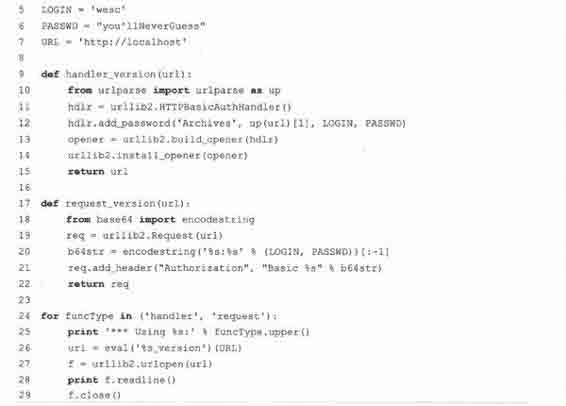 5 LOGIN = 'wesc'
6 PASSWD = "you'llNeverGuess"
7 URL = 'http://localhost'
8
9 def handler_version(url):
10 from urlparse import urlparse as up
11 hdlr = urllib2.HTTPBasicAuthHandler()
12 hdlr.add_password('Archives', up(url)[1], LOGIN, PASSWD)
13 opener = urllib2.build_opener(hdlr)
14 urllib2.install_opener(opener)
15 return url
16
17 def request_version(url):
18 from base64 import encodestring
19 req = urllib2.Request(url)
20 b64str = encodestring('%s:%s' % (LOGIN, PASSWD))[:-1]
21 req.add_header("Authorization", "Basic %s" % b64str)
22 return req
23
24 for funcType in ('handler', 'request'):
25 print '*** Using %s:' % funcType.upper()
26 url = eval('%s_version')(URL)
27 f = urllib2.urlopen(url)
28 print f.readline()
29 f.close()